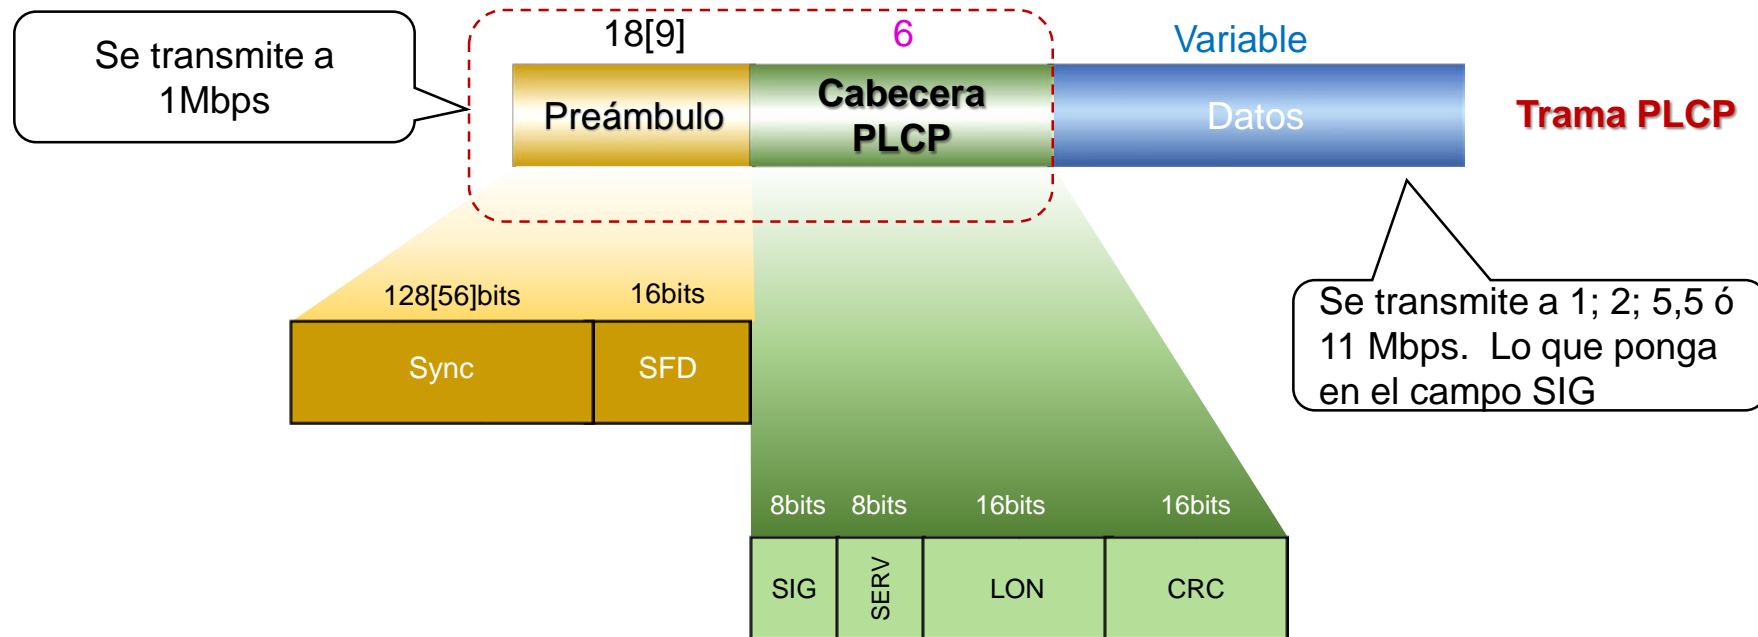 Se transmite a
1Mbps
18[9]
6
Variable
Preámbulo
Cabecera
PLCP
Datos
Trama PLCP
128[56]bits
16bits
Sync
SFD
Se transmite a 1; 2; 5,5 ó
11 Mbps. Lo que ponga
en el campo SIG
8bits
8bits
16bits
16bits
SIG
SERV
LON
CRC